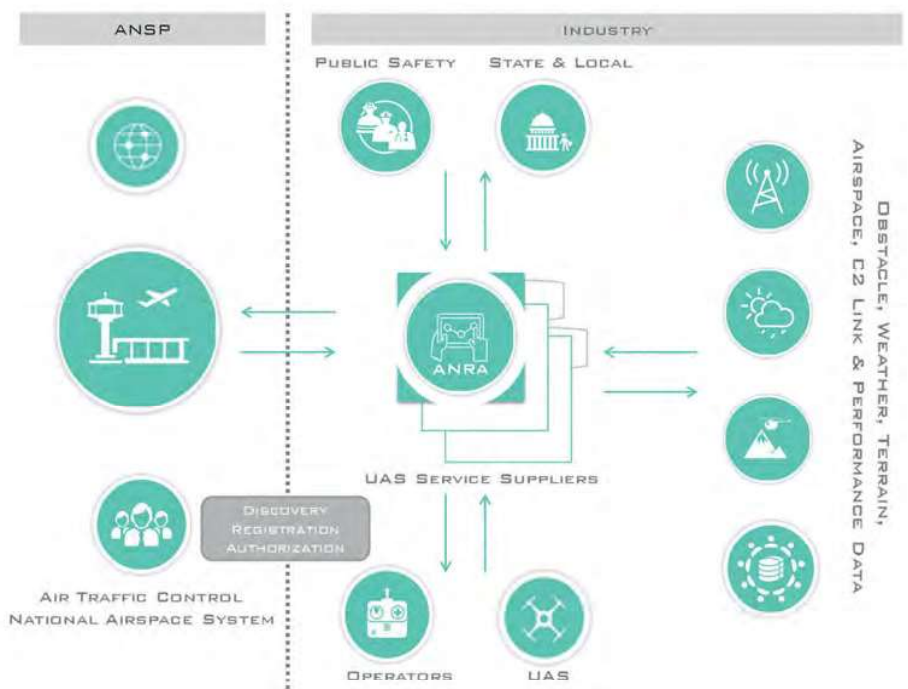 ANSP
INDUSTRY
PUBLIC SAFETY
STATE & LOCAL
ANRA
UAS SERVICE SUPPLIERS
DISCOVERY
REGISTRATION
AUTHORIZATION
AIR TRAFFIC CONTROL
NATIONAL AIRSPACE SYSTEM
OPERATORS
UAS
OBSTACLE, WEATHER, TERRAIN,
AIRSPACE, C2 LINK & PERFORMANCE DATA